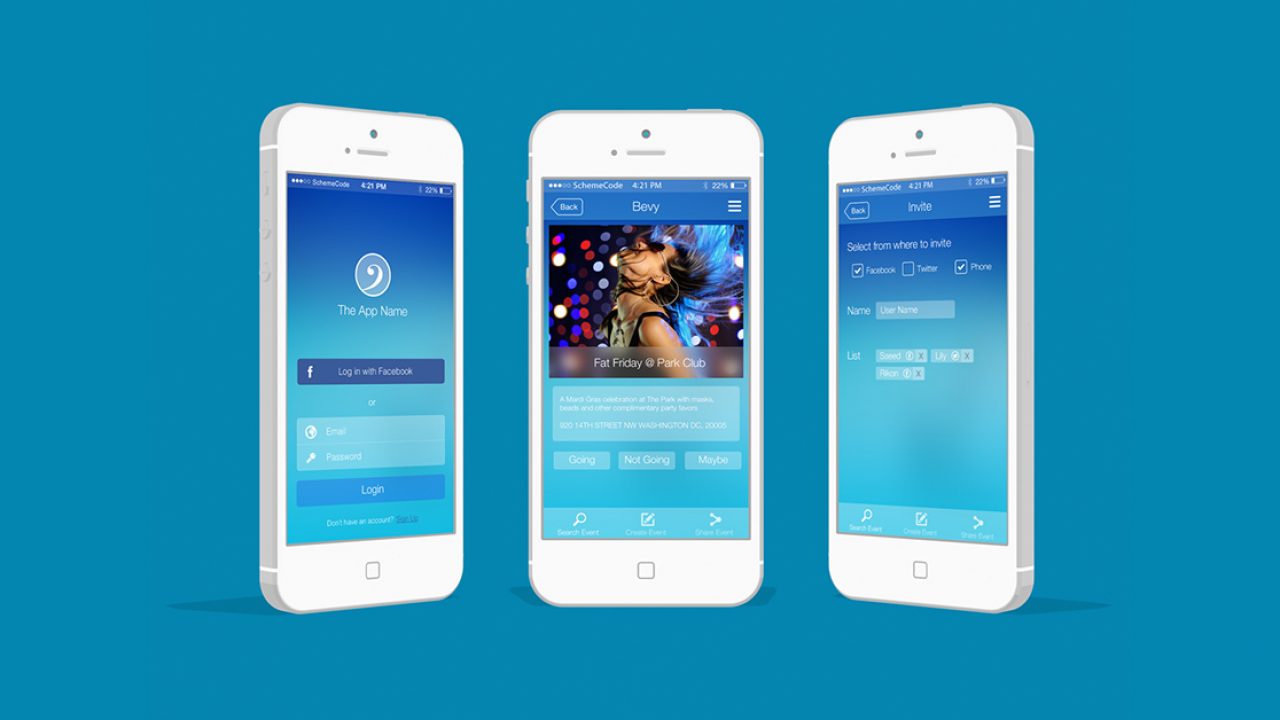 SchemeCode 4:21 PM 22%
The App Name
f Log in with Facebook
or
Email
Password
Login
Don't have an account? Sign Up
SchemeCode 4:21 PM 22%
Back Bevy
Fat Friday @ Park Club
A Mardi Gras celebration at The Park with masks,
beads and other complimentary party favors
920 14TH STREET NW WASHINGTON DC, 20005
Going Not Going Maybe
Search Event Create Event Share Event
SchemeCode 4:21 PM 22%
Back Invite
Select from where to invite
Facebook Twitter Phone
Name User Name
List Saeed f X Lily X
Rikon f X
Search Event Create Event Share Event